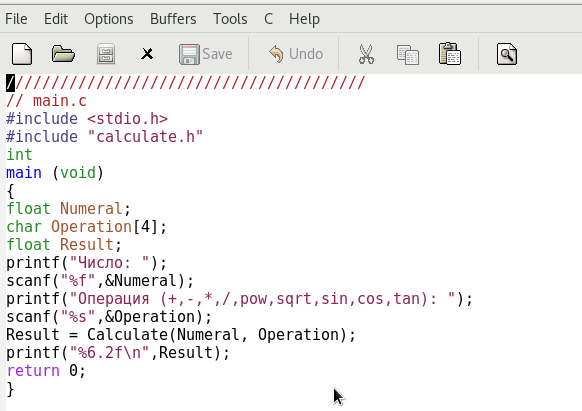 File Edit Options Buffers Tools C Help
Save Undo
////////////////////////////////////////
// main.c
#include <stdio.h>
#include "calculate.h"
int
main (void)
{
float Numeral;
char Operation[4];
float Result;
printf("Число: ");
scanf("%f",&Numeral);
printf("Операция (+,-,*,/,pow,sqrt,sin,cos,tan): ");
scanf("%s",&Operation);
Result = Calculate(Numeral, Operation);
printf("%6.2f\n",Result);
return 0;
}